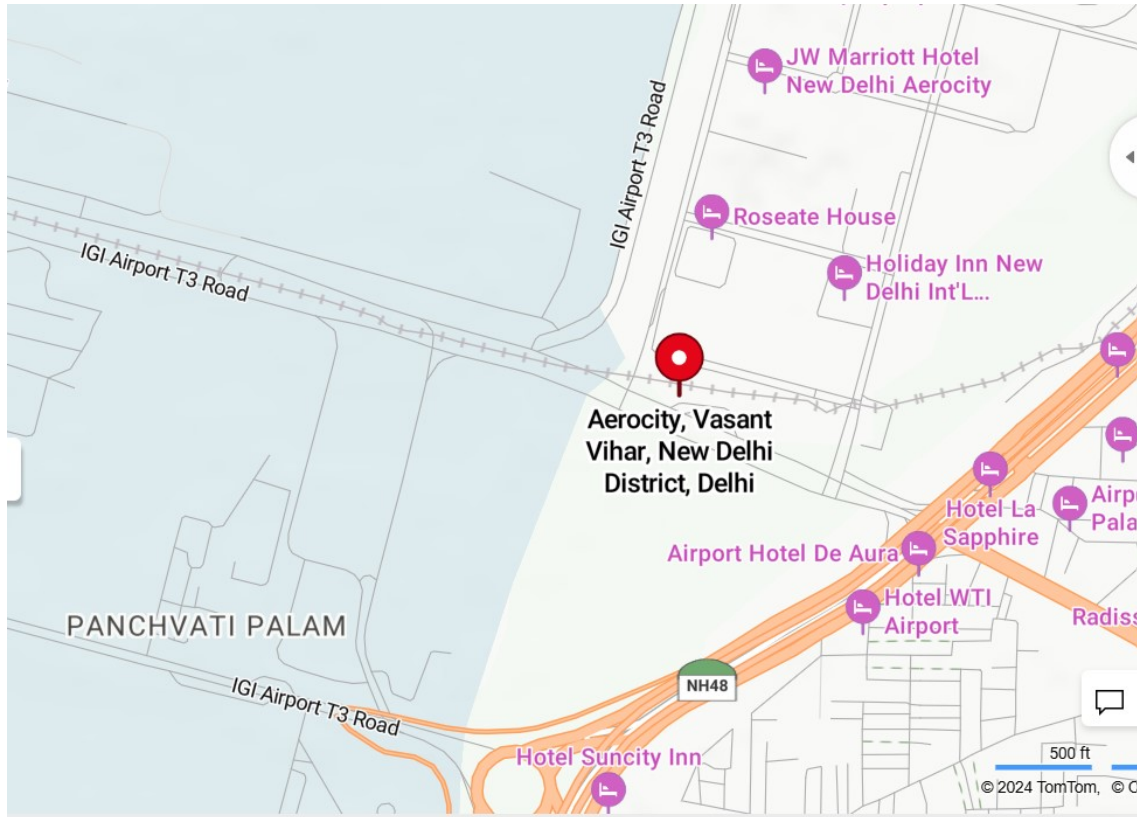 JW Marriott Hotel
New Delhi Aerocity
IGI Airport T3 Road
Roseate House
Holiday Inn New
Delhi Int'L...
IGI Airport T3 Road
Aerocity, Vasant
Vihar, New Delhi
District, Delhi
Hotel La
Sapphire
Airport Hotel De Aura
Hotel WTI
Airport
PANCHVATI PALAM
NH48
IGI Airport T3 Road
Hotel Suncity Inn
500 ft
© 2024 TomTom, ©